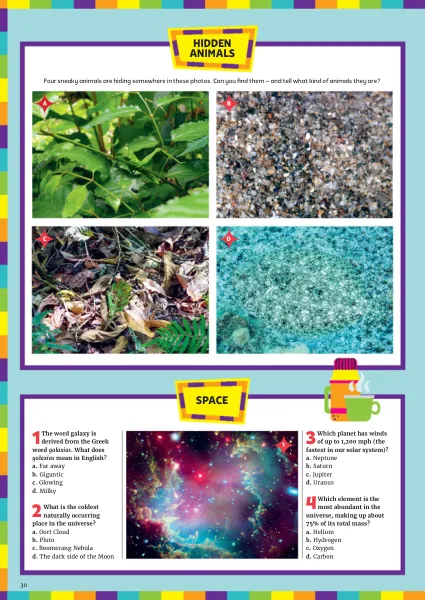 HIDDEN
ANIMALS
Four sneaky animals are hiding somewhere in these photos. Can you find them – and tell what kind of animals they are?
A
B
C
D
SPACE
1 The word galaxy is
derived from the Greek
word galaxias. What does
galaxias mean in English?
a. Far away
b. Gigantic
c. Glowing
d. Milky
2 What is the coldest
naturally occurring
place in the universe?
a. Oort Cloud
b. Pluto
c. Boomerang Nebula
d. The dark side of the Moon
1
3 Which planet has winds
of up to 1,200 mph (the
fastest in our solar system)?
a. Neptune
b. Saturn
c. Jupiter
d. Uranus
4 Which element is the
most abundant in the
universe, making up about
75% of its total mass?
a. Helium
b. Hydrogen
c. Oxygen
d. Carbon
30